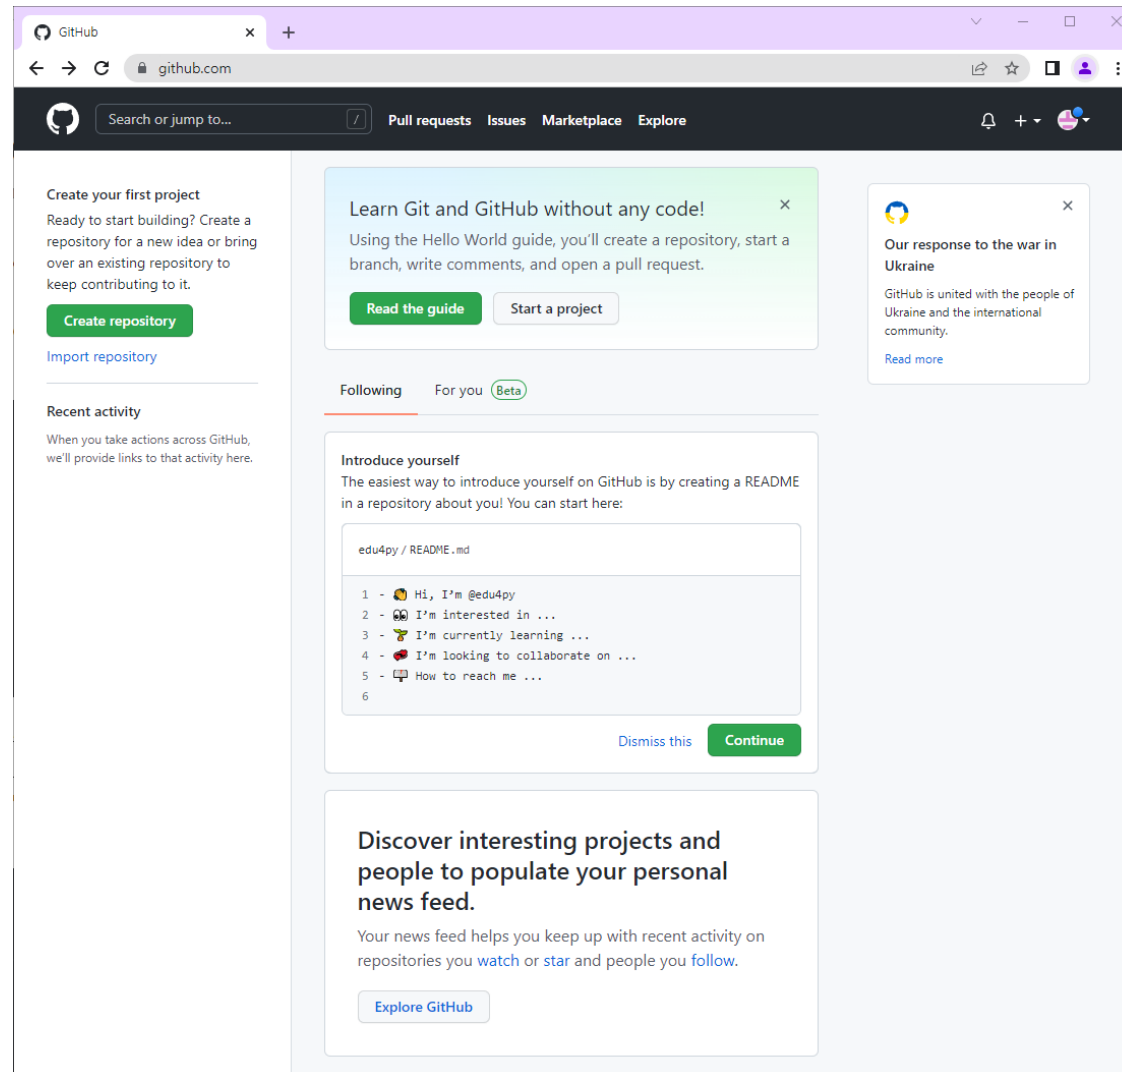 GitHub
github.com
Search or jump to...
/
Pull requests Issues Marketplace Explore
Create your first project
Ready to start building? Create a
repository for a new idea or bring
over an existing repository to
keep contributing to it.
Create repository
Import repository
Recent activity
When you take actions across GitHub,
we'll provide links to that activity here.
Learn Git and GitHub without any code!
Using the Hello World guide, you'll create a repository, start a
branch, write comments, and open a pull request.
Read the guide Start a project
Following For you Beta
Introduce yourself
The easiest way to introduce yourself on GitHub is by creating a README
in a repository about you! You can start here:
edu4py / README.md
1 - 👋 Hi, I'm @edu4py
2 - 👀 I'm interested in ...
3 - 🌱 I'm currently learning ...
4 - 💞️ I'm looking to collaborate on ...
5 - 📫 How to reach me ...
6
Dismiss this Continue
Discover interesting projects and
people to populate your personal
news feed.
Your news feed helps you keep up with recent activity on
repositories you watch or star and people you follow.
Explore GitHub
Our response to the war in
Ukraine
GitHub is united with the people of
Ukraine and the international
community.
Read more